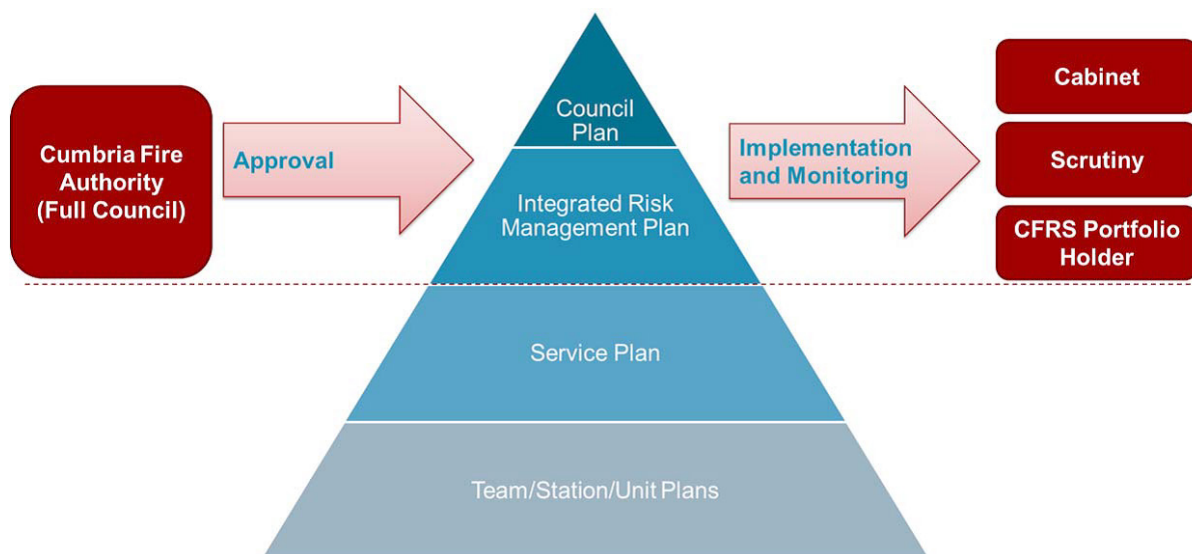 Cumbria Fire
Authority
(Full Council)
Approval
Council
Plan
Integrated Risk
Management Plan
Service Plan
Team/Station/Unit Plans
Implementation
and Monitoring
Cabinet
Scrutiny
CFRS Portfolio
Holder